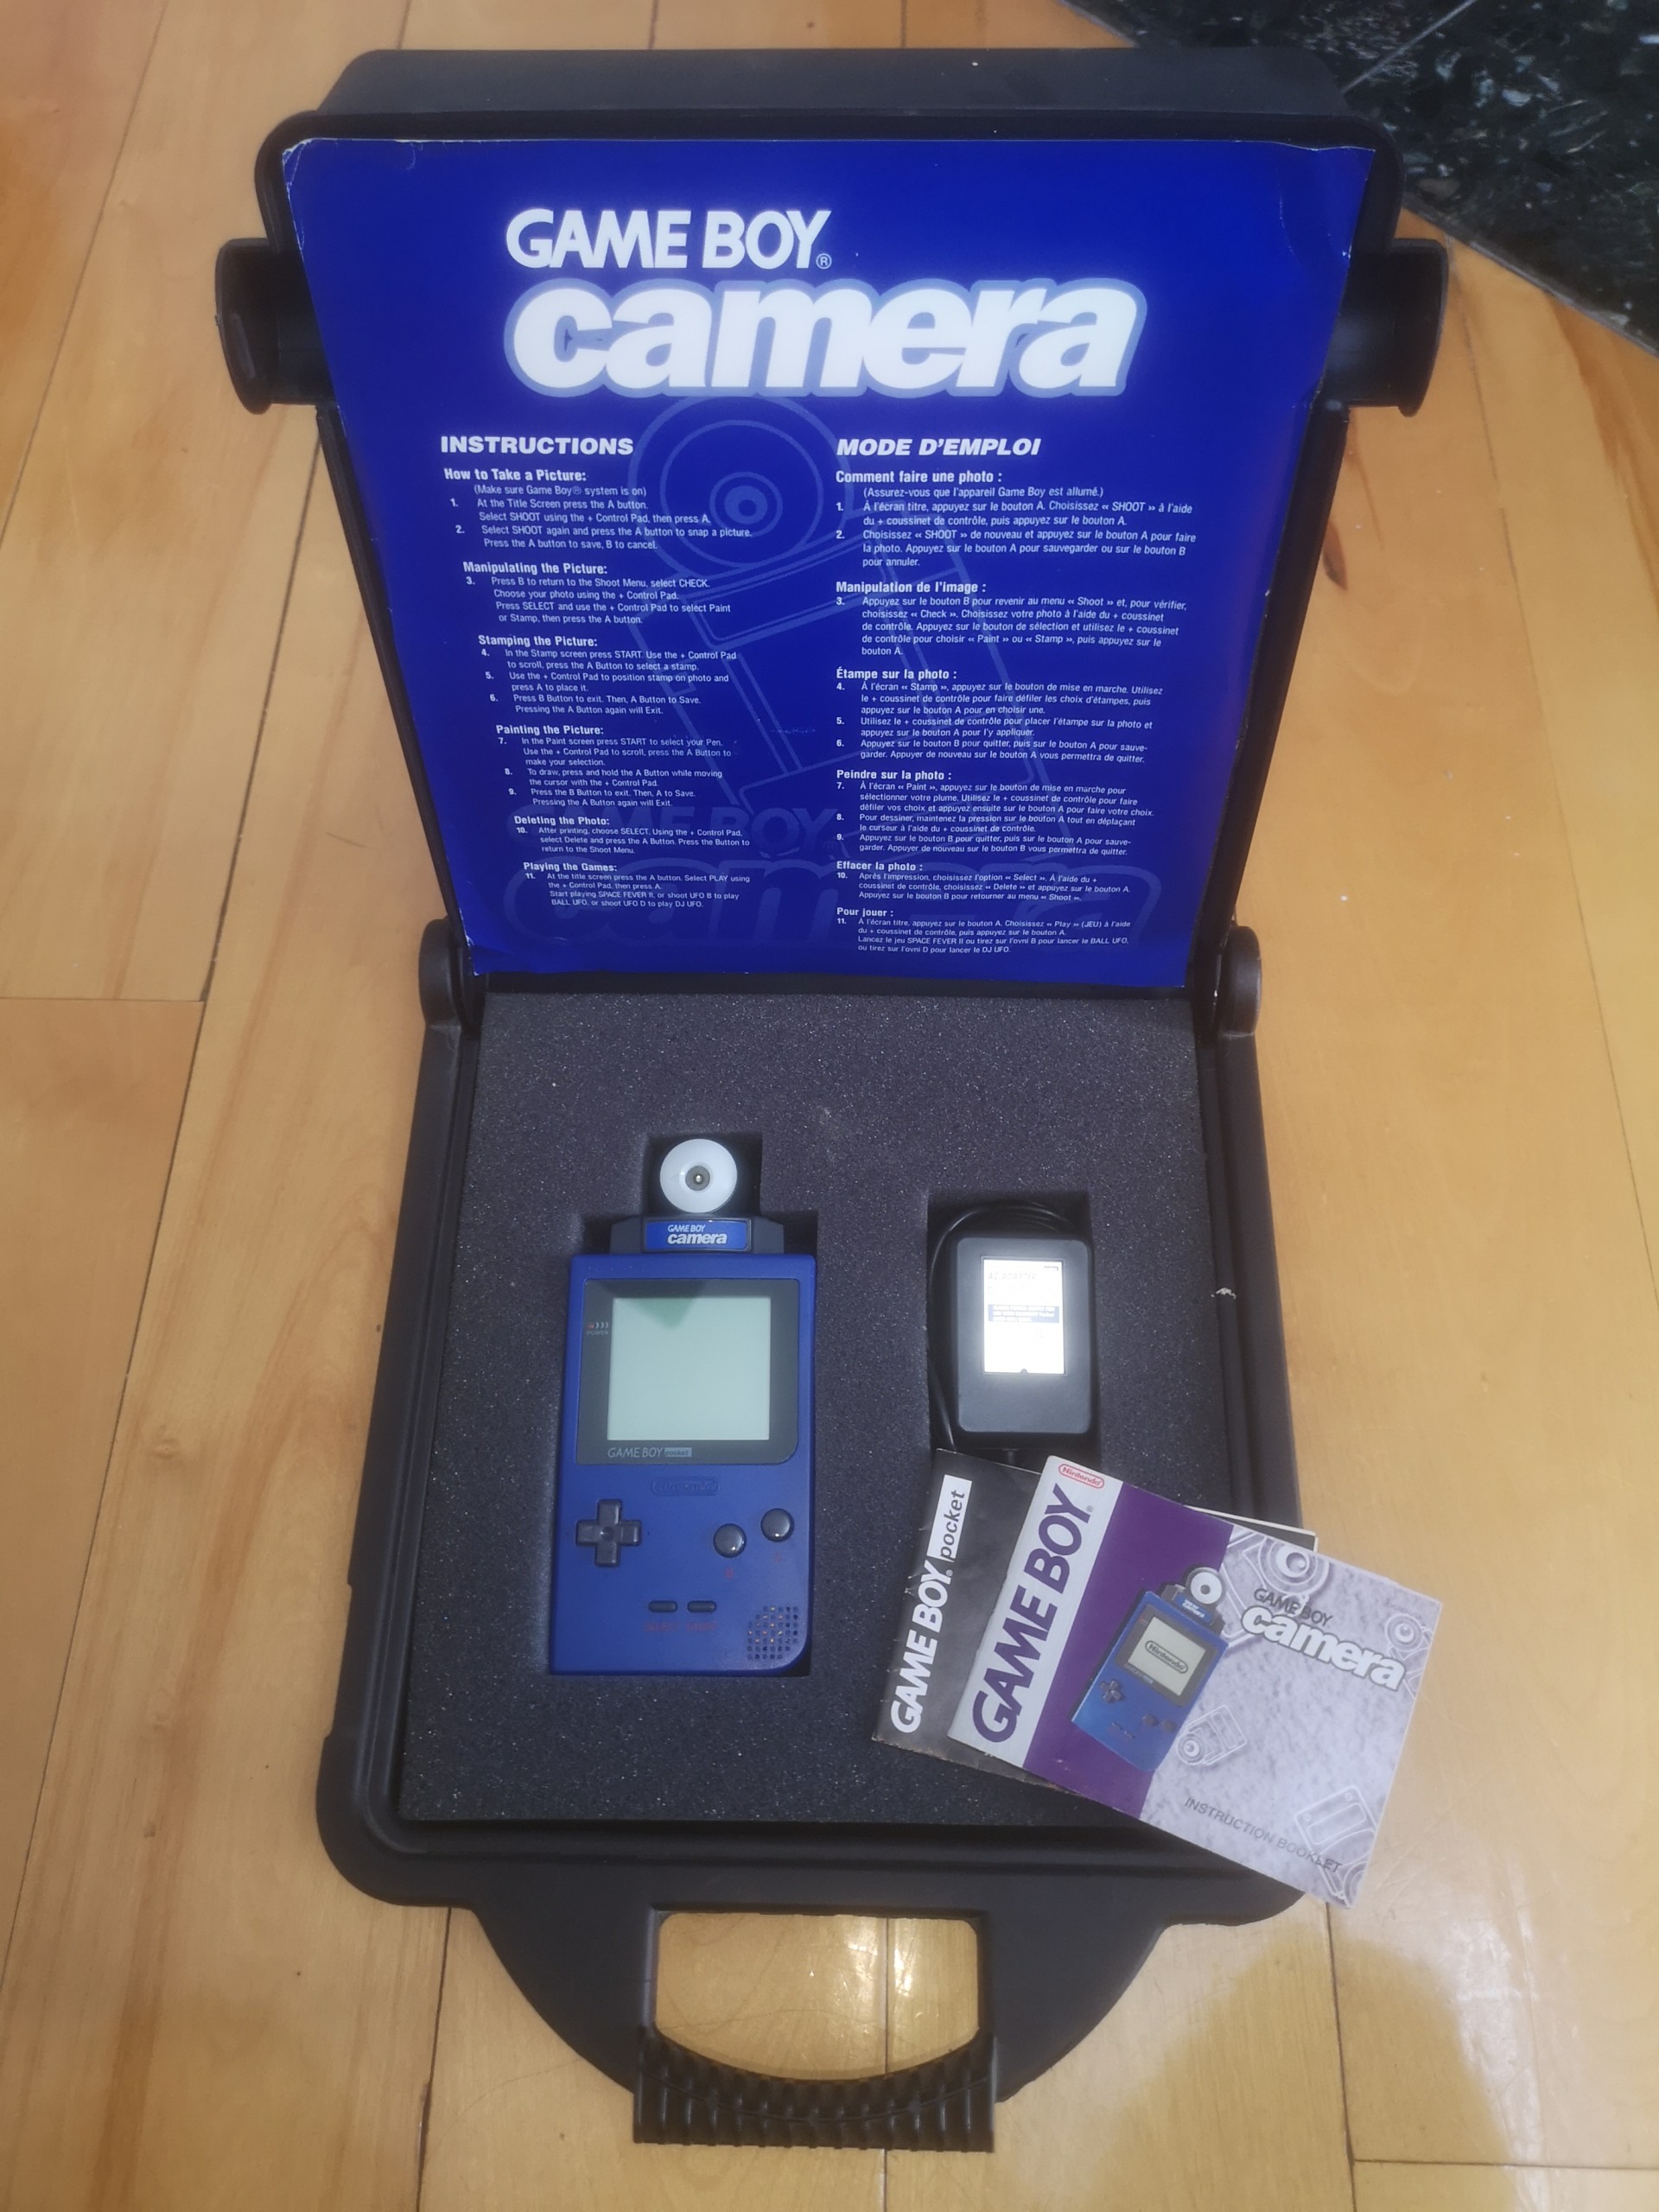 GAME BOY®
camera
INSTRUCTIONS
How to Take a Picture:
(Make sure Game Boy® system is on)
1. At the Title Screen press the A button.
Select SHOOT using the + Control Pad, then press A.
2. Select SHOOT again and press the A button to snap a picture.
Press the A button to save, B to cancel.
Manipulating the Picture:
3. Press B to return to the Shoot Menu, select CHECK.
Choose your photo using the + Control Pad.
Press SELECT and use the + Control Pad to select Paint
or Stamp, then press the A button.
Stamping the Picture:
4. In the Stamp screen press START. Use the + Control Pad
to scroll, press the A Button to select a stamp.
5. Use the + Control Pad to position stamp on photo and
press A to place it.
6. Press B Button to exit. Then, A Button to Save.
Pressing the A Button again will Exit.
Painting the Picture:
7. In the Paint screen press START to select your Pen.
Use the + Control Pad to scroll, press the A Button to
make your selection.
8. To draw, press and hold the A Button while moving
the cursor with the + Control Pad.
9. Press the B Button to exit. Then, A to Save.
Pressing the A Button again will Exit.
Deleting the Photo:
10. After printing, choose SELECT. Using the + Control Pad,
select Delete and press the A Button. Press the Button to
return to the Shoot Menu.
Playing the Games:
11. At the title screen press the A button. Select PLAY using
the + Control Pad, then press A.
Start playing SPACE FEVER II, or shoot UFO B to play
BALL UFO, or shoot UFO D to play DJ UFO.
MODE D'EMPLOI
Comment faire une photo :
(Assurez-vous que l'appareil Game Boy est allumé.)
1. À l'écran titre, appuyez sur le bouton A. Choisissez « SHOOT » à l'aide
du + coussinet de contrôle, puis appuyez sur le bouton A.
2. Choisissez « SHOOT » de nouveau et appuyez sur le bouton A pour faire
la photo. Appuyez sur le bouton A pour sauvegarder ou sur le bouton B
pour annuler.
Manipulation de l'image :
3. Appuyez sur le bouton B pour revenir au menu « Shoot » et, pour vérifier,
choisissez « Check ». Choisissez votre photo à l'aide du + coussinet
de contrôle. Appuyez sur le bouton de sélection et utilisez le + coussinet
de contrôle pour choisir « Paint » ou « Stamp », puis appuyez sur le
bouton A.
Étampe sur la photo :
4. À l'écran « Stamp », appuyez sur le bouton de mise en marche. Utilisez
le + coussinet de contrôle pour faire défiler les choix d'étampes, puis
appuyez sur le bouton A pour en choisir une.
5. Utilisez le + coussinet de contrôle pour placer l'étampe sur la photo et
appuyez sur le bouton A pour l'y appliquer.
6. Appuyez sur le bouton B pour quitter, puis sur le bouton A pour sauve-
garder. Appuyer de nouveau sur le bouton A vous permettra de quitter.
Peindre sur la photo :
7. À l'écran « Paint », appuyez sur le bouton de mise en marche pour
sélectionner votre plume. Utilisez le + coussinet de contrôle pour faire
défiler vos choix et appuyez ensuite sur le bouton A pour faire votre choix.
8. Pour dessiner, maintenez la pression sur le bouton A tout en déplaçant
le curseur à l'aide du + coussinet de contrôle.
9. Appuyez sur le bouton B pour quitter, puis sur le bouton A pour sauve-
garder. Appuyer de nouveau sur le bouton B vous permettra de quitter.
Effacer la photo :
10. Après l'impression, choisissez l'option « Select ». À l'aide du +
coussinet de contrôle, choisissez « Delete » et appuyez sur le bouton A.
Appuyez sur le bouton B pour retourner au menu « Shoot ».
Pour jouer :
11. À l'écran titre, appuyez sur le bouton A. Choisissez « Play » (JEU) à l'aide
du + coussinet de contrôle, puis appuyez sur le bouton A.
Lancez le jeu SPACE FEVER II ou tirez sur l'ovni B pour lancer le BALL UFO,
ou tirez sur l'ovni D pour lancer le DJ UFO.
GAME BOY®
camera
GAME BOY
camera
POWER
GAME BOY pocket
Nintendo
B
A
SELECT START
AC ADAPTER
GAME BOY® pocket
Nintendo
GAME BOY®
Nintendo
GAME BOY
camera
INSTRUCTION BOOKLET